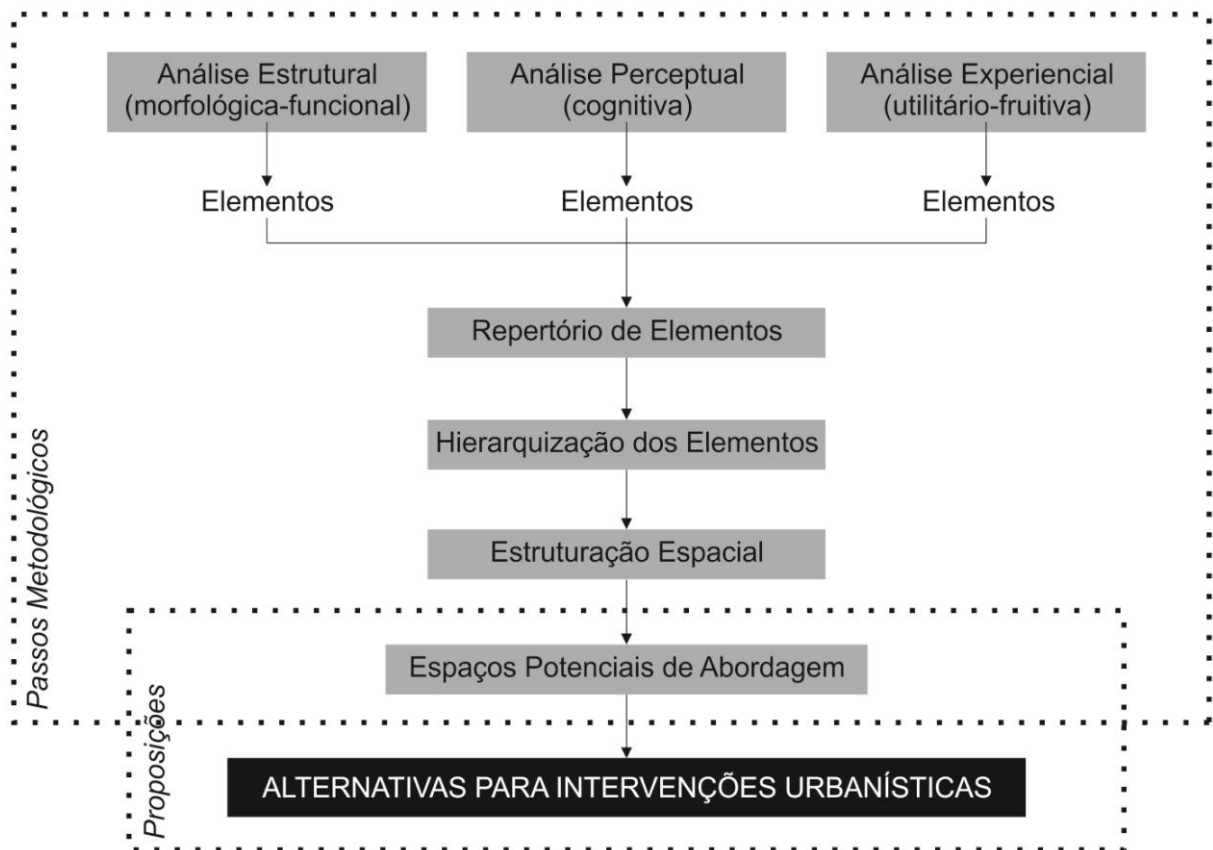 Análise Estrutural
(morfológica-funcional)
Análise Perceptual
(cognitiva)
Análise Experiencial
(utilitário-fruitiva)
Elementos
Elementos
Elementos
Repertório de Elementos
Hierarquização dos Elementos
Estruturação Espacial
Passos Metodológicos
Espaços Potenciais de Abordagem
Proposições
ALTERNATIVAS PARA INTERVENÇÕES URBANÍSTICAS